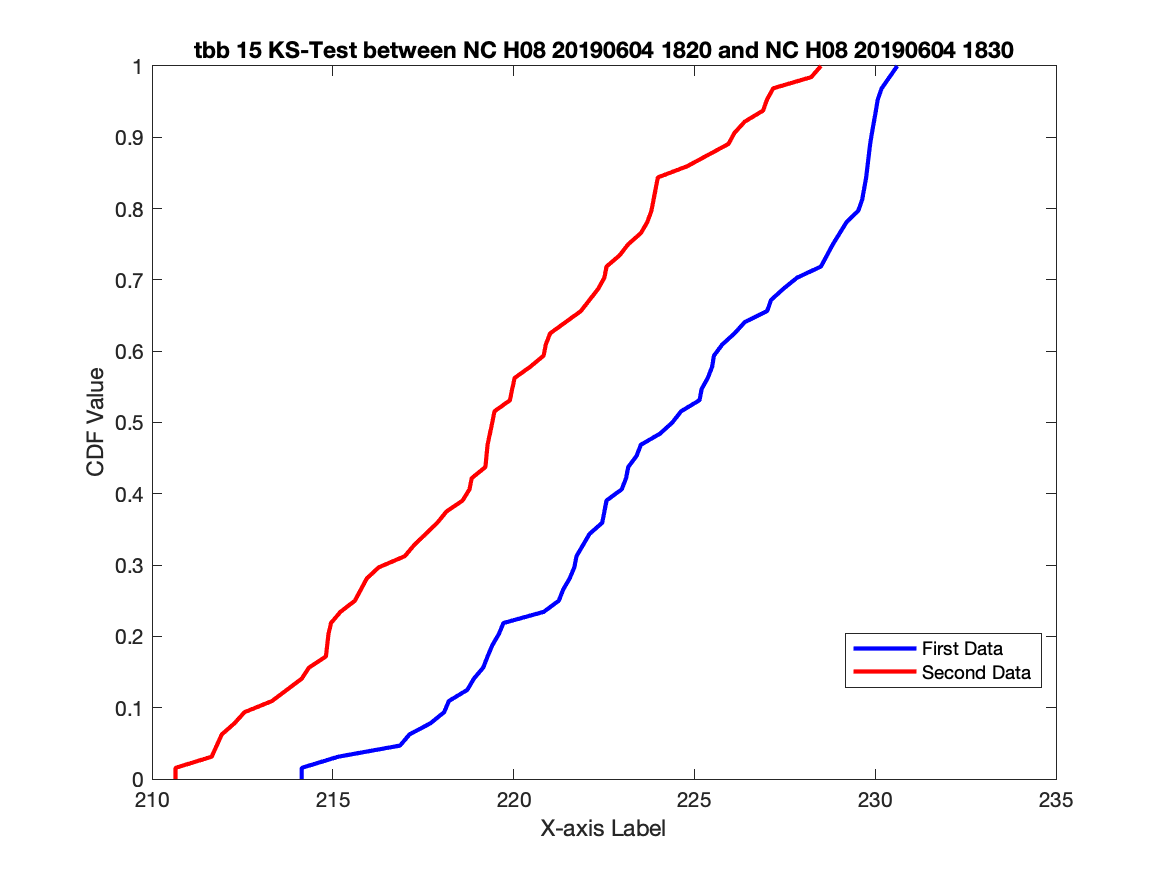 tbb 15 KS-Test between NC H08 20190604 1820 and NC H08 20190604 1830
1
0.9
0.8
0.7
0.6
0.5
0.4
0.3
0.2
0.1
0
CDF Value
First Data
Second Data
210 215 220 225 230 235
X-axis Label